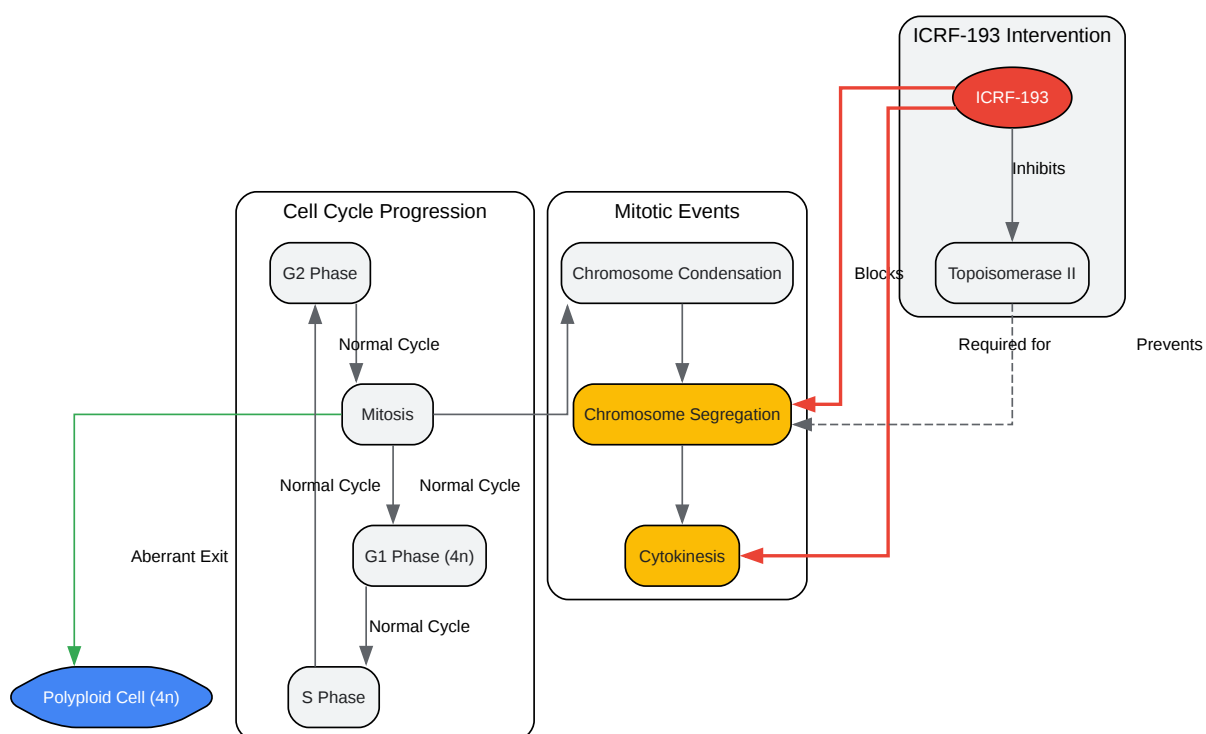 ICRF-193 Intervention
ICRF-193
Inhibits
Cell Cycle Progression
Mitotic Events
G2 Phase
Chromosome Condensation
Blocks
Topoisomerase II
Normal Cycle
Required for
Prevents
Mitosis
Chromosome Segregation
Normal Cycle
Normal Cycle
Aberrant Exit
G1 Phase (4n)
Cytokinesis
Normal Cycle
Polyploid Cell (4n)
S Phase